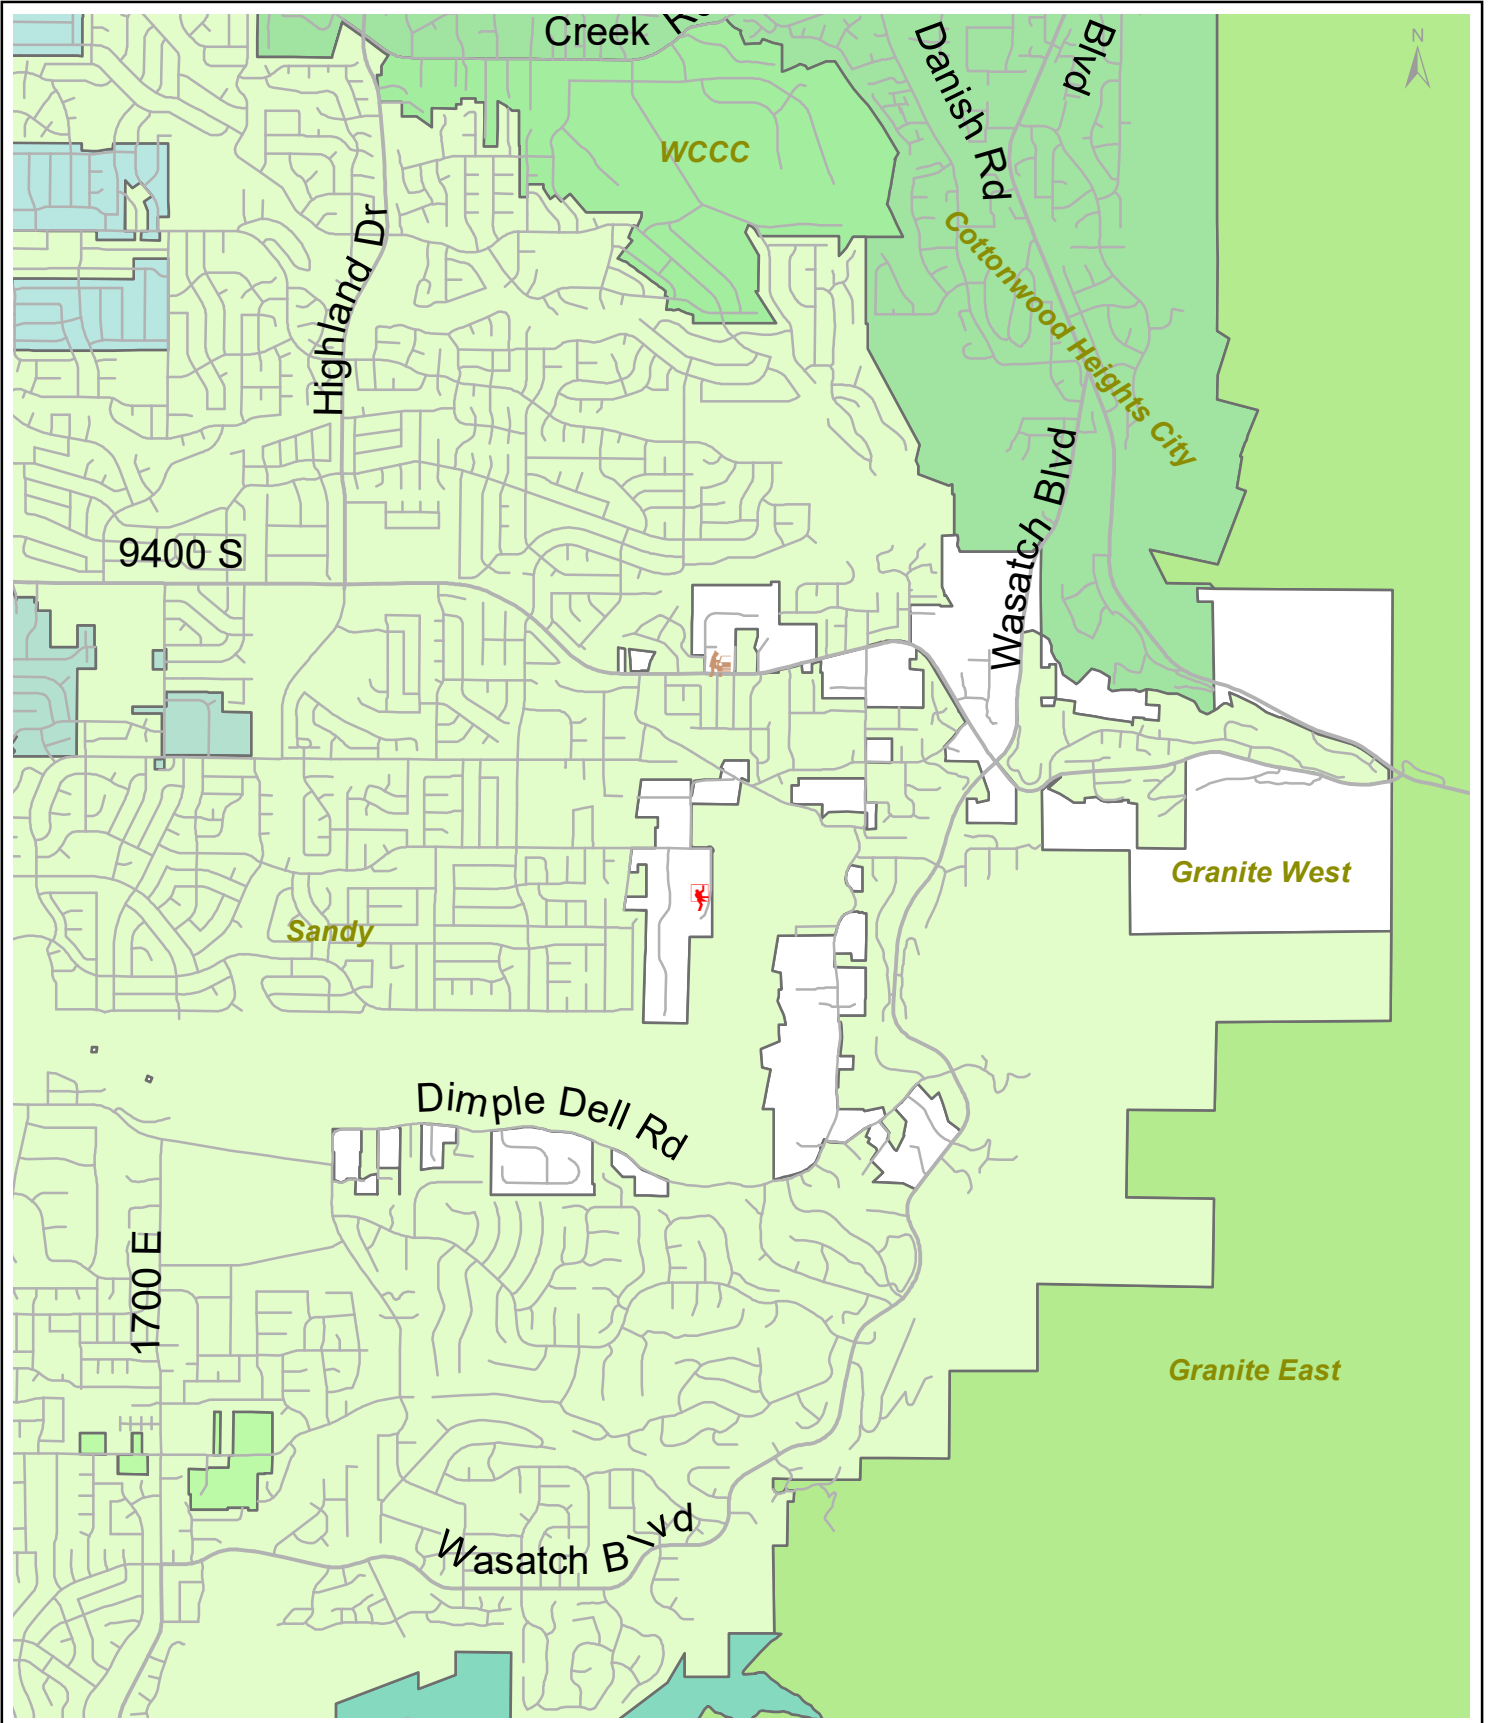 Creek
Blvd
N
Danish Rd
WCCC
Highland Dr
Cottonwood Heights City
Wasatch Blvd
9400 S
Granite West
Sandy
Dimple Dell Rd
1700 E
Granite East
Wasatch Blvd